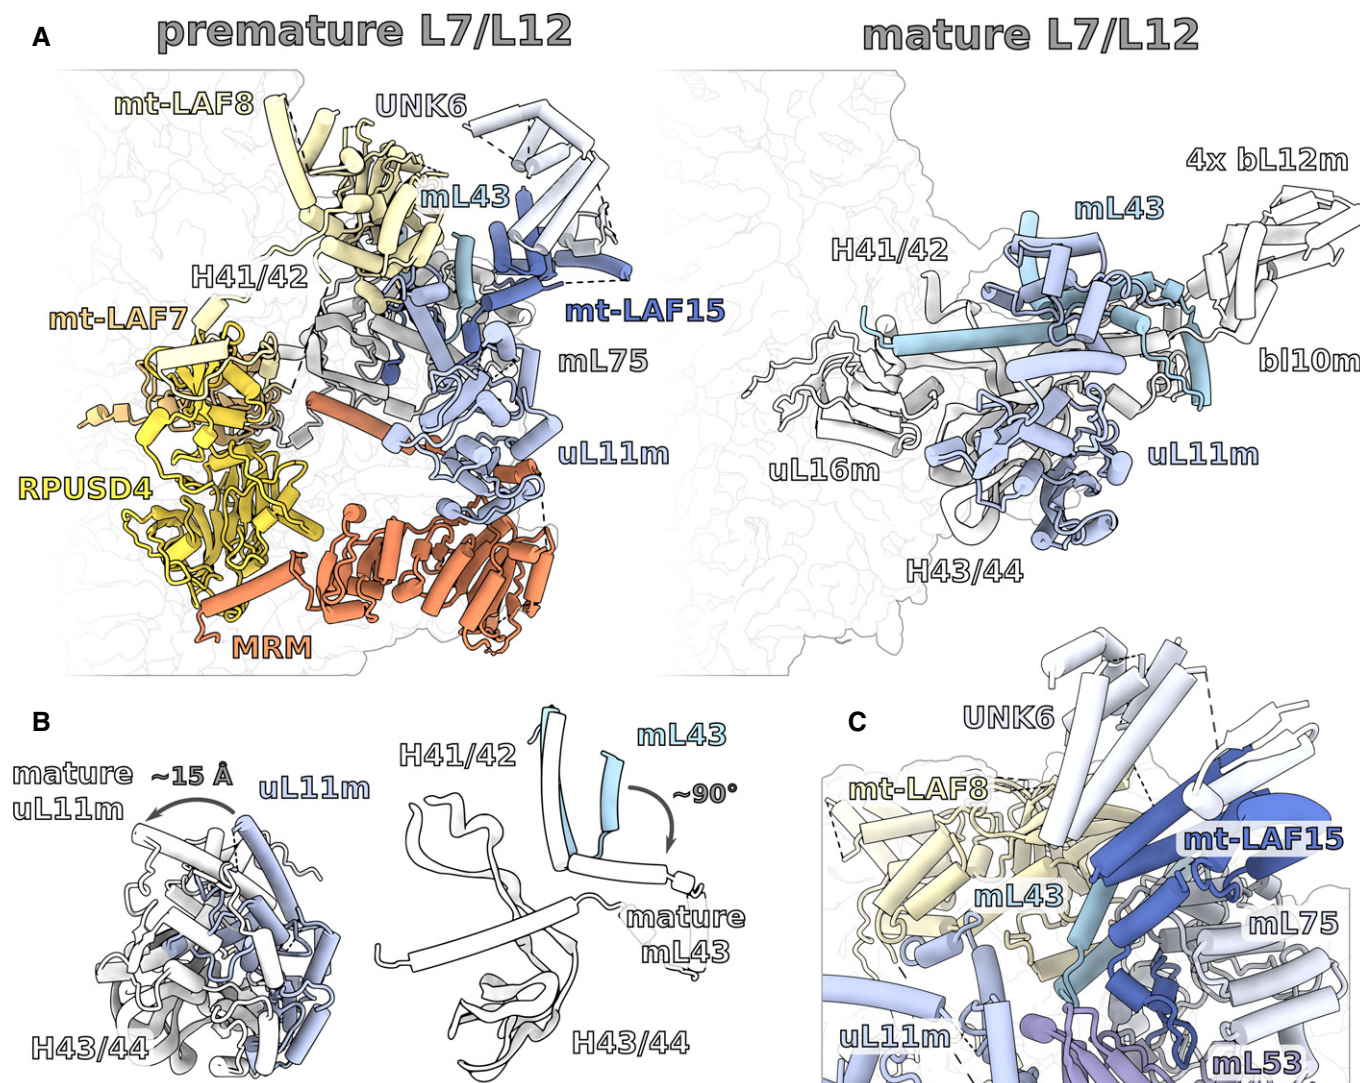 A
premature L7/L12
mature L7/L12
mt-LAF8
UNK6
mL43
H41/42
mt-LAF7
mt-LAF15
mL75
uL11m
RPUSD4
MRM
4x bL12m
mL43
H41/42
bl10m
uL16m
uL11m
H43/44
B
mature
uL11m
~15 Å
uL11m
H43/44
H41/42
mL43
~90°
mature
mL43
H43/44
C
UNK6
mt-LAF8
mt-LAF15
mL43
mL75
uL11m
mL53